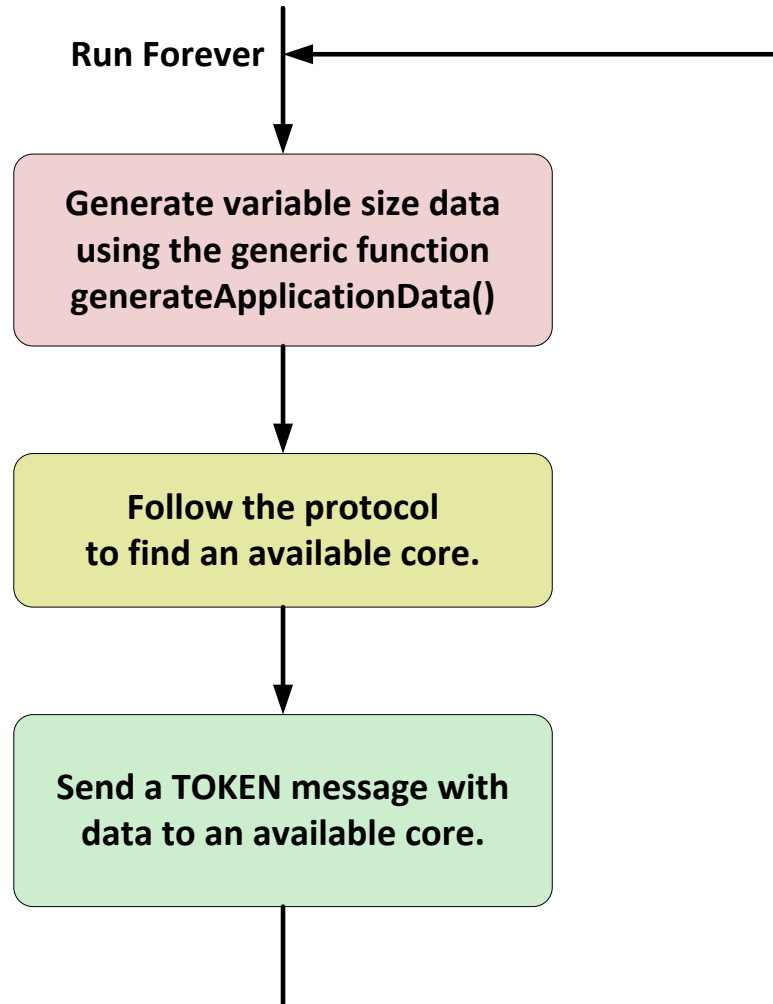 Run Forever
Generate variable size data
using the generic function
generateApplicationData()
Follow the protocol
to find an available core.
Send a TOKEN message with
data to an available core.